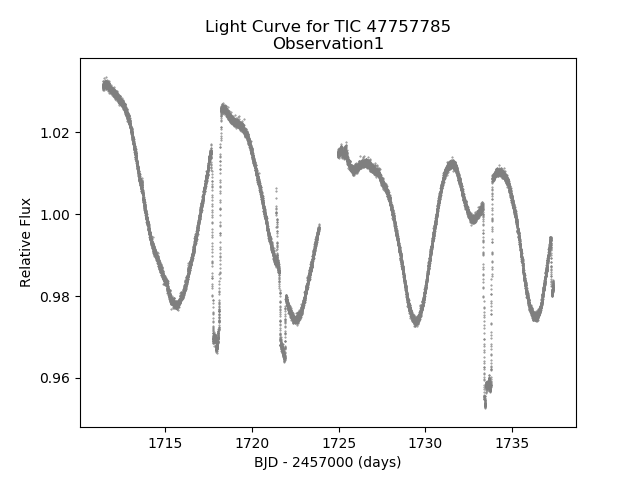 Light Curve for TIC 47757785
Observation1
1.02
1.00
0.98
0.96
Relative Flux
1715
1720
1725
1730
1735
BJD - 2457000 (days)